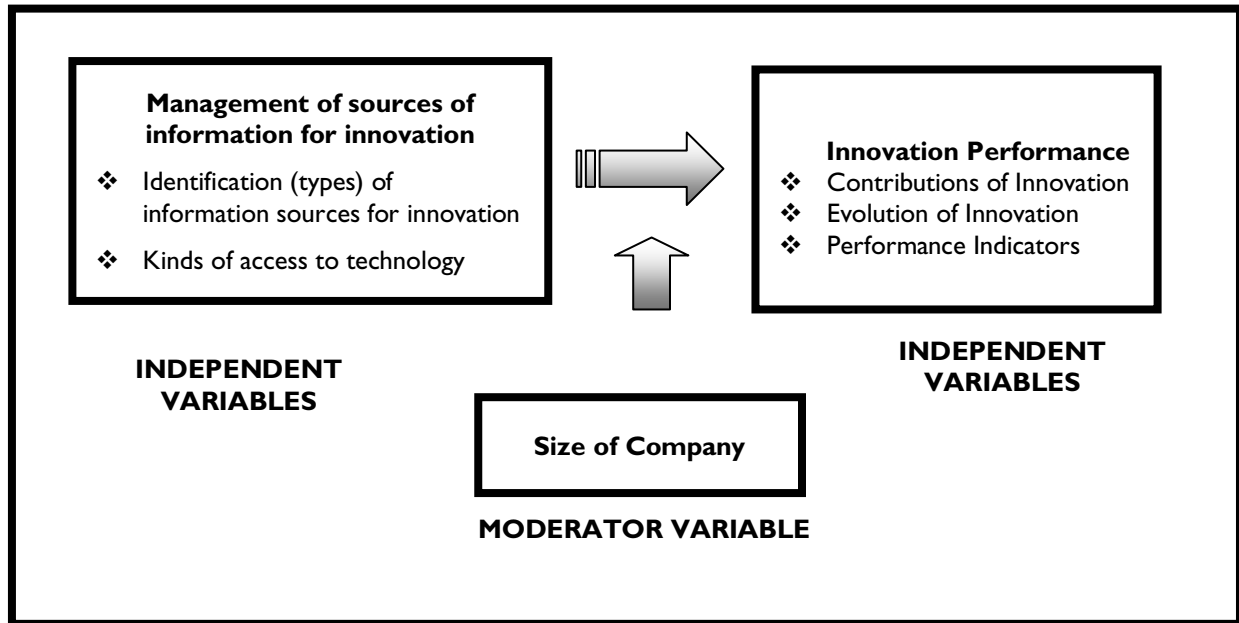 Management of sources of
information for innovation
❖ Identification (types) of
information sources for innovation
❖ Kinds of access to technology
INDEPENDENT
VARIABLES
Innovation Performance
❖ Contributions of Innovation
❖ Evolution of Innovation
❖ Performance Indicators
INDEPENDENT
VARIABLES
Size of Company
MODERATOR VARIABLE